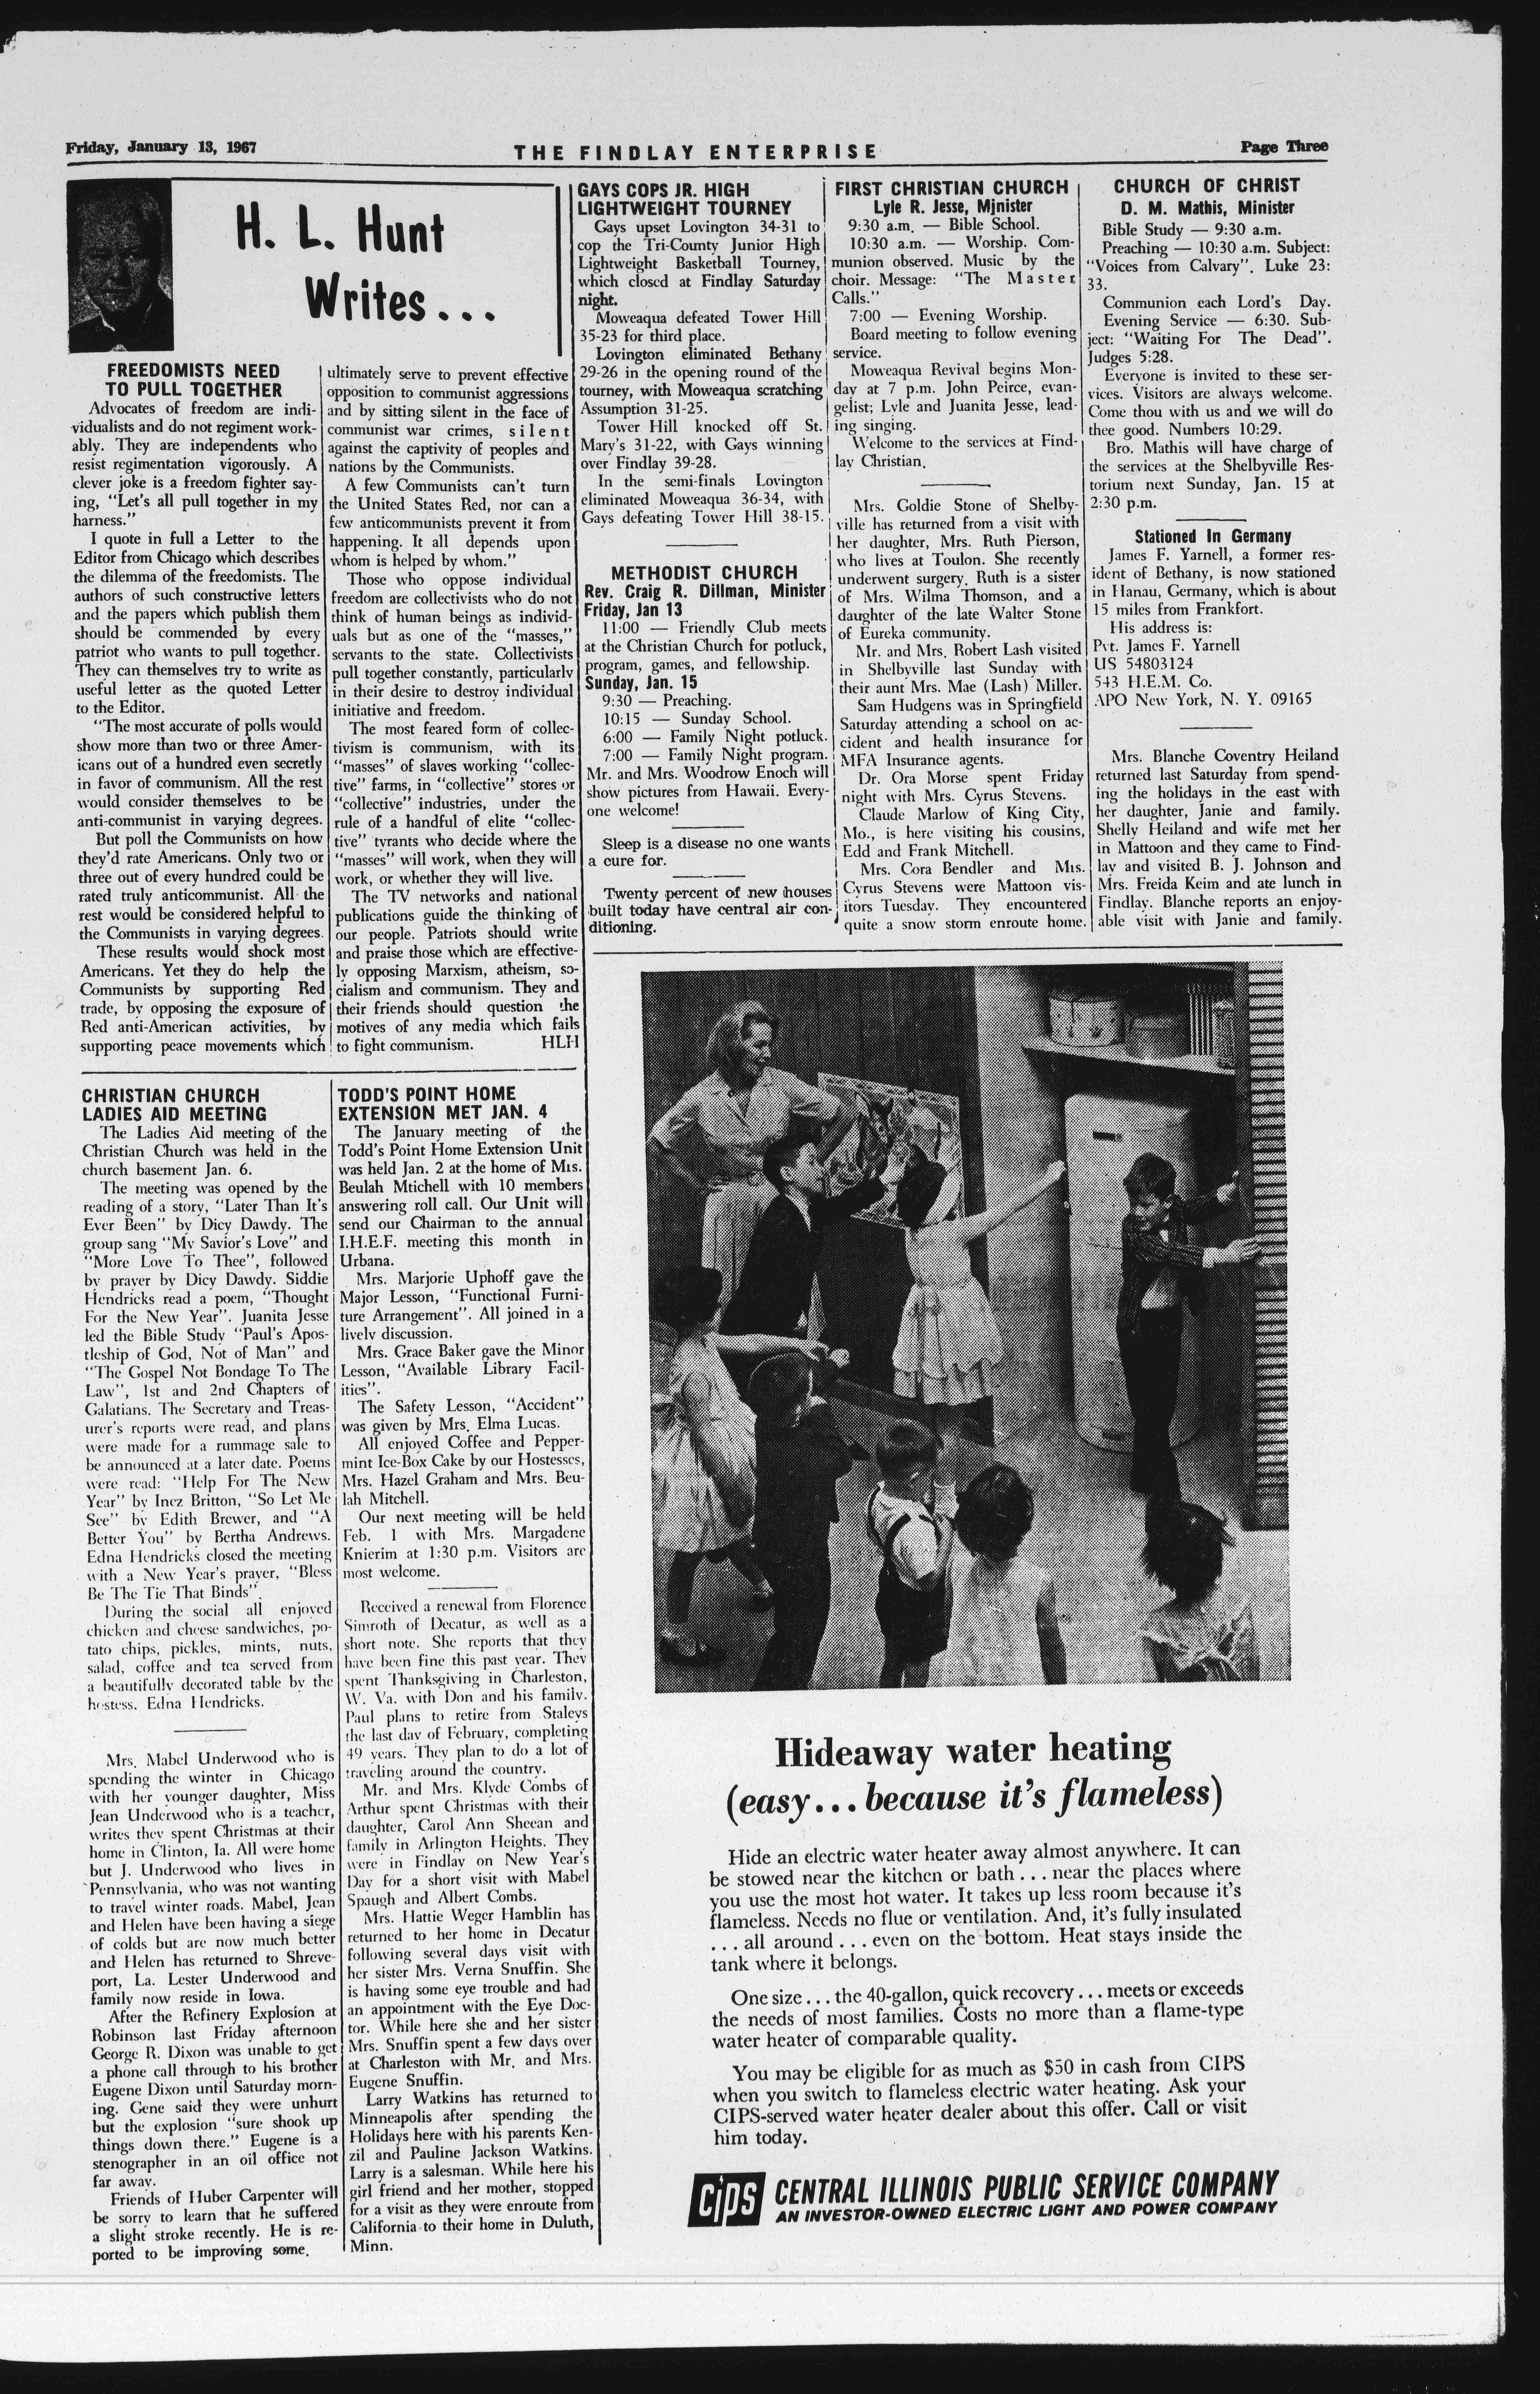 Friday, January 13, 1967
THE FINDLAY ENTERPRISE
Page Three
H. L. Hunt
Writes...
FREEDOMISTS NEED
TO PULL TOGETHER
Advocates of freedom are indi-
vidualists and do not regiment work-
ably. They are independents who
resist regimentation vigorously. A
clever joke is a freedom fighter say-
ing, "Let's all pull together in my
harness."
I quote in full a Letter to the
Editor from Chicago which describes
the dilemma of the freedomists. The
authors of such constructive letters
and the papers which publish them
should be commended by every
patriot who wants to pull together.
They can themselves try to write as
useful letter as the quoted Letter
to the Editor.
"The most accurate of polls would
show more than two or three Amer-
icans out of a hundred even secretly
in favor of communism. All the rest
would consider themselves to be
anti-communist in varying degrees.
But poll the Communists on how
they'd rate Americans. Only two or
three out of every hundred could be
rated truly anticommunist. All the
rest would be considered helpful to
the Communists in varying degrees.
These results would shock most
Americans. Yet they do help the
Communists by supporting Red
trade, by opposing the exposure of
Red anti-American activities, by
supporting peace movements which
ultimately serve to prevent effective
opposition to communist aggressions
and by sitting silent in the face of
communist war crimes, silent
against the captivity of peoples and
nations by the Communists.
A few Communists can't turn
the United States Red, nor can a
few anticommunists prevent it from
happening. It all depends upon
whom is helped by whom."
Those who oppose individual
freedom are collectivists who do not
think of human beings as individ-
uals but as one of the "masses,"
servants to the state. Collectivists
pull together constantly, particularly
in their desire to destroy individual
initiative and freedom.
The most feared form of collec-
tivism is communism, with its
"masses" of slaves working "collec-
tive" farms, in "collective" stores or
"collective" industries, under the
rule of a handful of elite "collec-
tive" tyrants who decide where the
"masses" will work, when they will
work, or whether they will live.
The TV networks and national
publications guide the thinking of
our people. Patriots should write
and praise those which are effective-
ly opposing Marxism, atheism, so-
cialism and communism. They and
their friends should question the
motives of any media which fails
to fight communism. HLH
CHRISTIAN CHURCH
LADIES AID MEETING
The Ladies Aid meeting of the
Christian Church was held in the
church basement Jan. 6.
The meeting was opened by the
reading of a story, "Later Than It's
Ever Been" by Dicy Dawdy. The
group sang "My Savior's Love" and
"More Love To Thee", followed
by prayer by Dicy Dawdy. Siddie
Hendricks read a poem, "Thought
For the New Year". Juanita Jesse
led the Bible Study "Paul's Apos-
tleship of God, Not of Man" and
"The Gospel Not Bondage To The
Law", 1st and 2nd Chapters of
Galatians. The Secretary and Treas-
urer's reports were read, and plans
were made for a rummage sale to
be announced at a later date. Poems
were read: "Help For The New
Year" by Inez Britton, "So Let Me
See" by Edith Brewer, and "A
Better You" by Bertha Andrews.
Edna Hendricks closed the meeting
with a New Year's prayer, "Bless
Be The Tie That Binds".
During the social all enjoyed
chicken and cheese sandwiches, po-
tato chips, pickles, mints, nuts,
salad, coffee and tea served from
a beautifully decorated table by the
hostess, Edna Hendricks.
Mrs. Mabel Underwood who is
spending the winter in Chicago
with her younger daughter, Miss
Jean Underwood who is a teacher,
writes they spent Christmas at their
home in Clinton, Ia. All were home
but J. Underwood who lives in
Pennsylvania, who was not wanting
to travel winter roads. Mabel, Jean
and Helen have been having a siege
of colds but are now much better
and Helen has returned to Shreve-
port, La. Lester Underwood and
family now reside in Iowa.
After the Refinery Explosion at
Robinson last Friday afternoon
George R. Dixon was unable to get
a phone call through to his brother
Eugene Dixon until Saturday morn-
ing. Gene said they were unhurt
but the explosion "sure shook up
things down there." Eugene is a
stenographer in an oil office not
far away.
Friends of Huber Carpenter will
be sorry to learn that he suffered
a slight stroke recently. He is re-
ported to be improving some.
TODD'S POINT HOME
EXTENSION MET JAN. 4
The January meeting of the
Todd's Point Home Extension Unit
was held Jan. 2 at the home of Mrs.
Beulah Mtichell with 10 members
answering roll call. Our Unit will
send our Chairman to the annual
I.H.E.F. meeting this month in
Urbana.
Mrs. Marjorie Uphoff gave the
Major Lesson, "Functional Furni-
ture Arrangement". All joined in a
lively discussion.
Mrs. Grace Baker gave the Minor
Lesson, "Available Library Facil-
ities".
The Safety Lesson, "Accident"
was given by Mrs. Elma Lucas.
All enjoyed Coffee and Pepper-
mint Ice-Box Cake by our Hostesses,
Mrs. Hazel Graham and Mrs. Beu-
lah Mitchell.
Our next meeting will be held
Feb. 1 with Mrs. Margadene
Knierim at 1:30 p.m. Visitors are
most welcome.
Received a renewal from Florence
Simroth of Decatur, as well as a
short note. She reports that they
have been fine this past year. They
spent Thanksgiving in Charleston,
W. Va. with Don and his family.
Paul plans to retire from Staleys
the last day of February, completing
49 years. They plan to do a lot of
traveling around the country.
Mr. and Mrs. Klyde Combs of
Arthur spent Christmas with their
daughter, Carol Ann Sheean and
family in Arlington Heights. They
were in Findlay on New Year's
Day for a short visit with Mabel
Spaugh and Albert Combs.
Mrs. Hattie Weger Hamblin has
returned to her home in Decatur
following several days visit with
her sister Mrs. Verna Snuffin. She
is having some eye trouble and had
an appointment with the Eye Doc-
tor. While here she and her sister
Mrs. Snuffin spent a few days over
at Charleston with Mr. and Mrs.
Eugene Snuffin.
Larry Watkins has returned to
Minneapolis after spending the
Holidays here with his parents Ken-
zil and Pauline Jackson Watkins.
Larry is a salesman. While here his
girl friend and her mother, stopped
for a visit as they were enroute from
California to their home in Duluth,
Minn.
GAYS COPS JR. HIGH
LIGHTWEIGHT TOURNEY
Gays upset Lovington 34-31 to
cop the Tri-County Junior High
Lightweight Basketball Tourney,
which closed at Findlay Saturday
night.
Moweaqua defeated Tower Hill
35-23 for third place.
Lovington eliminated Bethany
29-26 in the opening round of the
tourney, with Moweaqua scratching
Assumption 31-25.
Tower Hill knocked off St.
Mary's 31-22, with Gays winning
over Findlay 39-28.
In the semi-finals Lovington
eliminated Moweaqua 36-34, with
Gays defeating Tower Hill 38-15.
METHODIST CHURCH
Rev. Craig R. Dillman, Minister
Friday, Jan 13
11:00 — Friendly Club meets
at the Christian Church for potluck,
program, games, and fellowship.
Sunday, Jan. 15
9:30 — Preaching.
10:15 — Sunday School.
6:00 — Family Night potluck.
7:00 — Family Night program.
Mr. and Mrs. Woodrow Enoch will
show pictures from Hawaii. Every-
one welcome!
Sleep is a disease no one wants
a cure for.
Twenty percent of new houses
built today have central air con-
ditioning.
FIRST CHRISTIAN CHURCH
Lyle R. Jesse, Minister
9:30 a.m. — Bible School.
10:30 a.m. — Worship. Com-
munion observed. Music by the
choir. Message: "The Master
Calls."
7:00 — Evening Worship.
Board meeting to follow evening
service.
Moweaqua Revival begins Mon-
day at 7 p.m. John Peirce, evan-
gelist; Lyle and Juanita Jesse, lead-
ing singing.
Welcome to the services at Find-
lay Christian.
Mrs. Goldie Stone of Shelby-
ville has returned from a visit with
her daughter, Mrs. Ruth Pierson,
who lives at Toulon. She recently
underwent surgery. Ruth is a sister
of Mrs. Wilma Thomson, and a
daughter of the late Walter Stone
of Eureka community.
Mr. and Mrs. Robert Lash visited
in Shelbyville last Sunday with
their aunt Mrs. Mae (Lash) Miller.
Sam Hudgens was in Springfield
Saturday attending a school on ac-
cident and health insurance for
MFA Insurance agents.
Dr. Ora Morse spent Friday
night with Mrs. Cyrus Stevens.
Claude Marlow of King City,
Mo., is here visiting his cousins,
Edd and Frank Mitchell.
Mrs. Cora Bendler and Mrs.
Cyrus Stevens were Mattoon vis-
itors Tuesday. They encountered
quite a snow storm enroute home.
CHURCH OF CHRIST
D. M. Mathis, Minister
Bible Study — 9:30 a.m.
Preaching — 10:30 a.m. Subject:
"Voices from Calvary". Luke 23:
33.
Communion each Lord's Day.
Evening Service — 6:30. Sub-
ject: "Waiting For The Dead".
Judges 5:28.
Everyone is invited to these ser-
vices. Visitors are always welcome.
Come thou with us and we will do
thee good. Numbers 10:29.
Bro. Mathis will have charge of
the services at the Shelbyville Res-
torium next Sunday, Jan. 15 at
2:30 p.m.
Stationed In Germany
James F. Yarnell, a former res-
ident of Bethany, is now stationed
in Hanau, Germany, which is about
15 miles from Frankfort.
His address is:
Pvt. James F. Yarnell
US 54803124
543 H.E.M. Co.
APO New York, N. Y. 09165
Mrs. Blanche Coventry Heiland
returned last Saturday from spend-
ing the holidays in the east with
her daughter, Janie and family.
Shelly Heiland and wife met her
in Mattoon and they came to Find-
lay and visited B. J. Johnson and
Mrs. Freida Keim and ate lunch in
Findlay. Blanche reports an enjoy-
able visit with Janie and family.
Hideaway water heating
(easy... because it's flameless)
Hide an electric water heater away almost anywhere. It can
be stowed near the kitchen or bath... near the places where
you use the most hot water. It takes up less room because it's
flameless. Needs no flue or ventilation. And, it's fully insulated
... all around... even on the bottom. Heat stays inside the
tank where it belongs.
One size... the 40-gallon, quick recovery... meets or exceeds
the needs of most families. Costs no more than a flame-type
water heater of comparable quality.
You may be eligible for as much as $50 in cash from CIPS
when you switch to flameless electric water heating. Ask your
CIPS-served water heater dealer about this offer. Call or visit
him today.
CIPS CENTRAL ILLINOIS PUBLIC SERVICE COMPANY
AN INVESTOR-OWNED ELECTRIC LIGHT AND POWER COMPANY